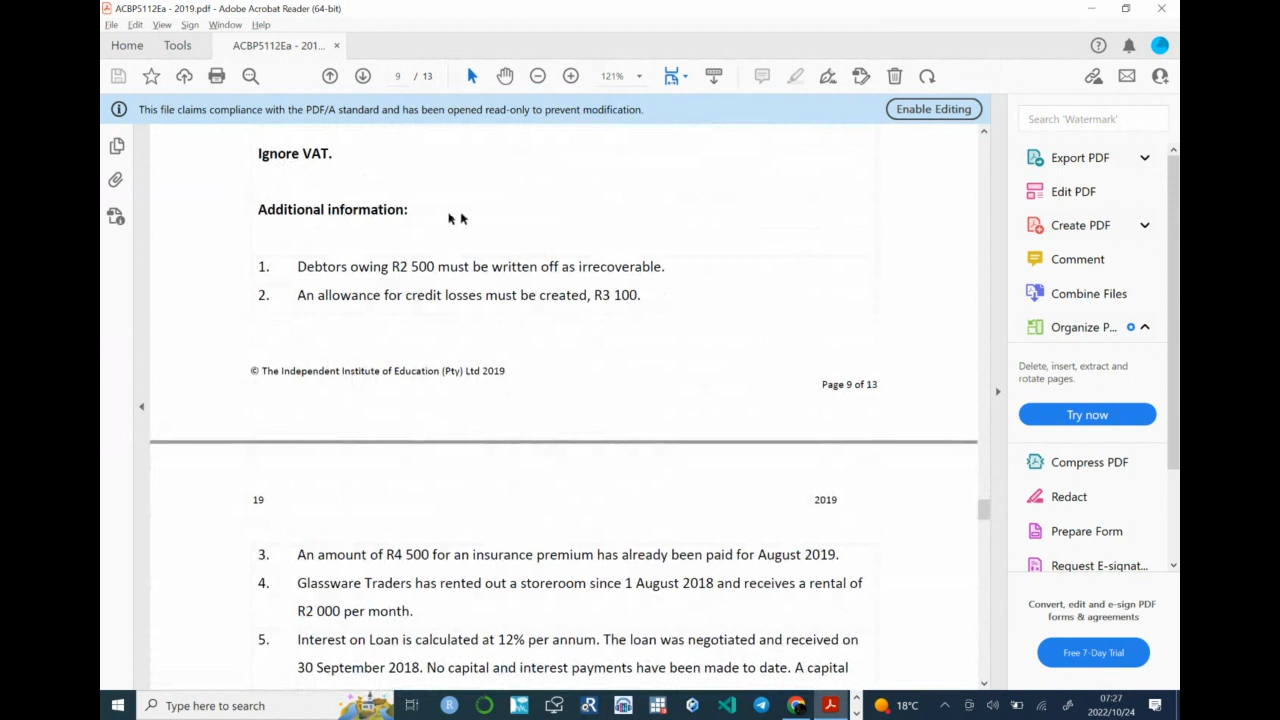 ACBP5112Ea - 2019.pdf - Adobe Acrobat Reader (64-bit)
File Edit View Sign Window Help
Home Tools ACBP5112Ea - 201... ×
9 / 13 121%
This file claims compliance with the PDF/A standard and has been opened read-only to prevent modification. Enable Editing
Ignore VAT.
Additional information:
1. Debtors owing R2 500 must be written off as irrecoverable.
2. An allowance for credit losses must be created, R3 100.
© The Independent Institute of Education (Pty) Ltd 2019
Page 9 of 13
19 2019
3. An amount of R4 500 for an insurance premium has already been paid for August 2019.
4. Glassware Traders has rented out a storeroom since 1 August 2018 and receives a rental of
R2 000 per month.
5. Interest on Loan is calculated at 12% per annum. The loan was negotiated and received on
30 September 2018. No capital and interest payments have been made to date. A capital
Search 'Watermark'
Export PDF
Edit PDF
Create PDF
Comment
Combine Files
Organize P...
Delete, insert, extract and
rotate pages.
Try now
Compress PDF
Redact
Prepare Form
Request E-signat...
Convert, edit and e-sign PDF
forms & agreements
Free 7-Day Trial
Type here to search
18°C
07:27
2022/10/24